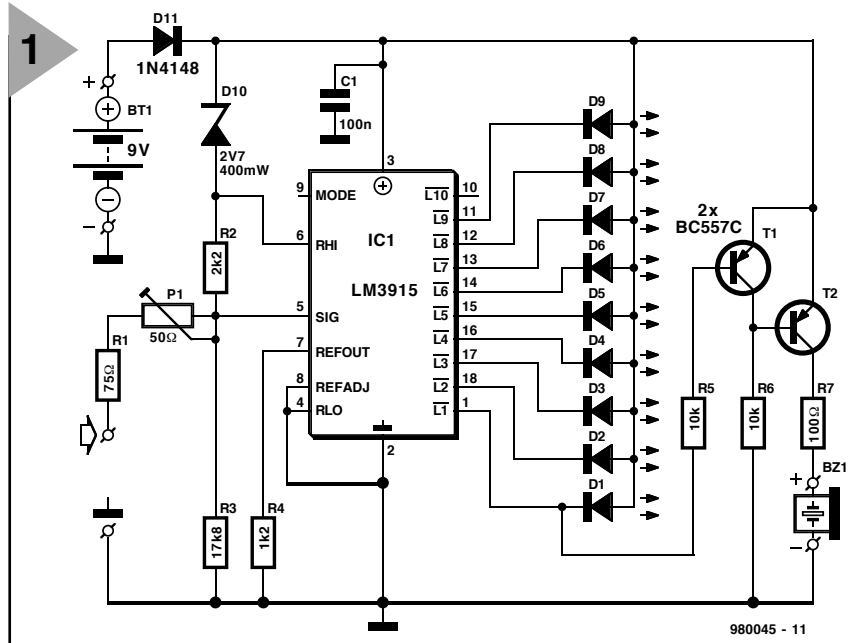 1
D11
1N4148
+
BT1
9V
–
D10
2V7
400mW
C1
100n
R2
2k2
P1
50Ω
R1
75Ω
R3
17k8
R4
1k2
3
9 MODE
6 RHI
5 SIG
7 REFOUT
8 REFADJ
4 RLO
IC1
LM3915
2
L10 10
L9 11
L8 12
L7 13
L6 14
L5 15
L4 16
L3 17
L2 18
L1 1
D9
D8
D7
D6
D5
D4
D3
D2
D1
2x
BC557C
T1
T2
R5
10k
R6
10k
R7
100Ω
+
BZ1
–
980045 - 11